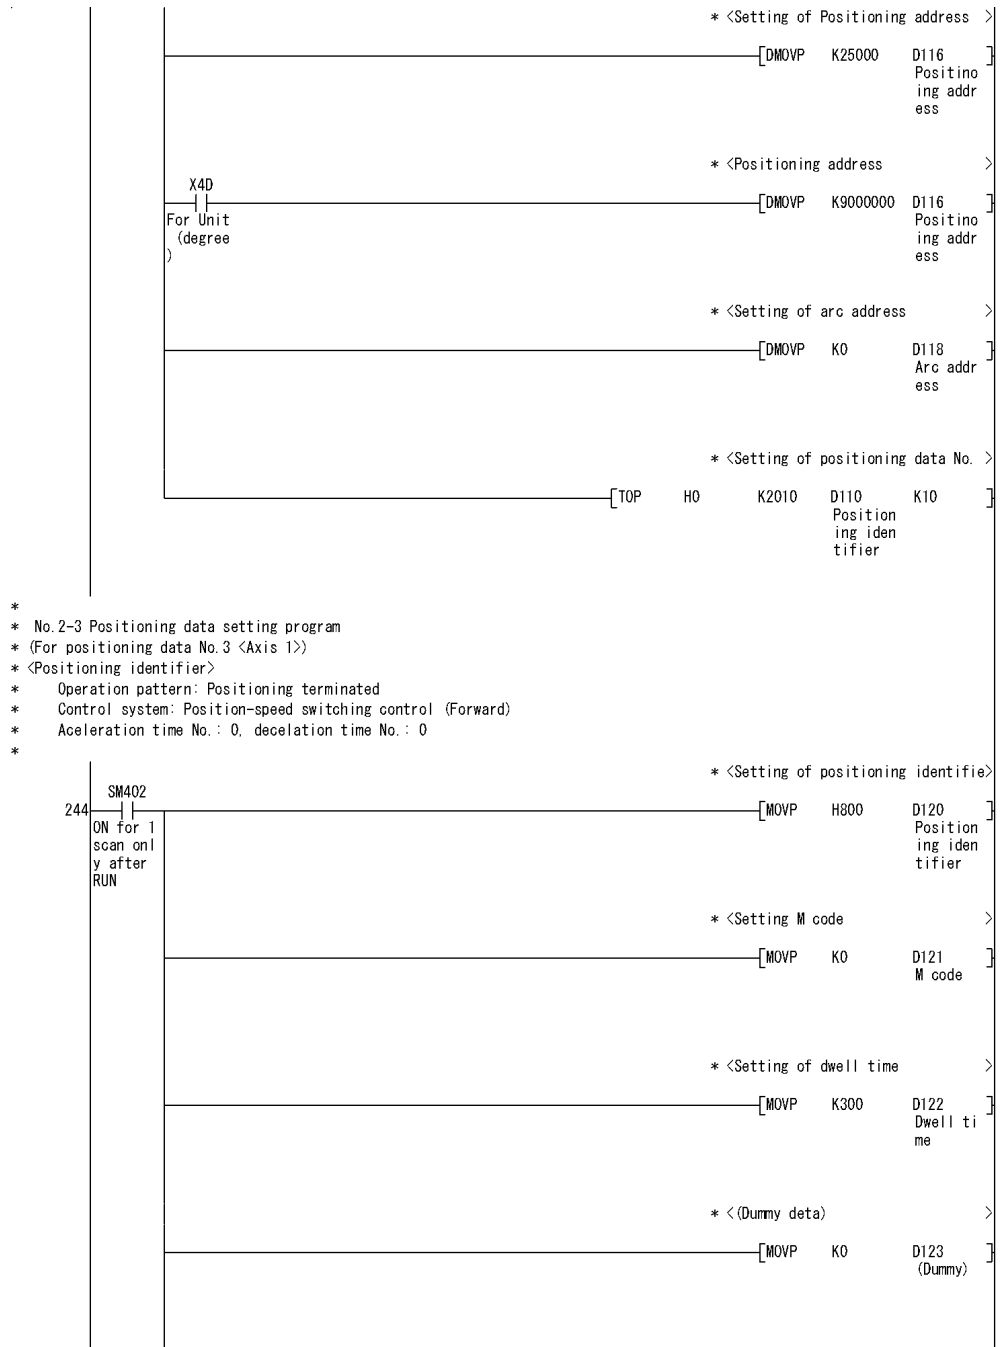 * <Setting of Positioning address >
DMOVP K25000 D116
Positino
ing addr
ess
* <Positioning address >
X4D
DMOVP K9000000 D116
For Unit
(degree
)
Positino
ing addr
ess
* <Setting of arc address >
DMOVP K0 D118
Arc addr
ess
* <Setting of positioning data No. >
TOP H0 K2010 D110 K10
Position
ing iden
tifier
*
* No.2-3 Positioning data setting program
* (For positioning data No.3 <Axis 1>)
* <Positioning identifier>
* Operation pattern: Positioning terminated
* Control system: Position-speed switching control (Forward)
* Aceleration time No.: 0, decelation time No.: 0
*
* <Setting of positioning identifie>
SM402
244 MOVP H800 D120
ON for 1
scan onl
y after
RUN
Position
ing iden
tifier
* <Setting M code >
MOVP K0 D121
M code
* <Setting of dwell time >
MOVP K300 D122
Dwell ti
me
* <(Dummy deta) >
MOVP K0 D123
(Dummy)